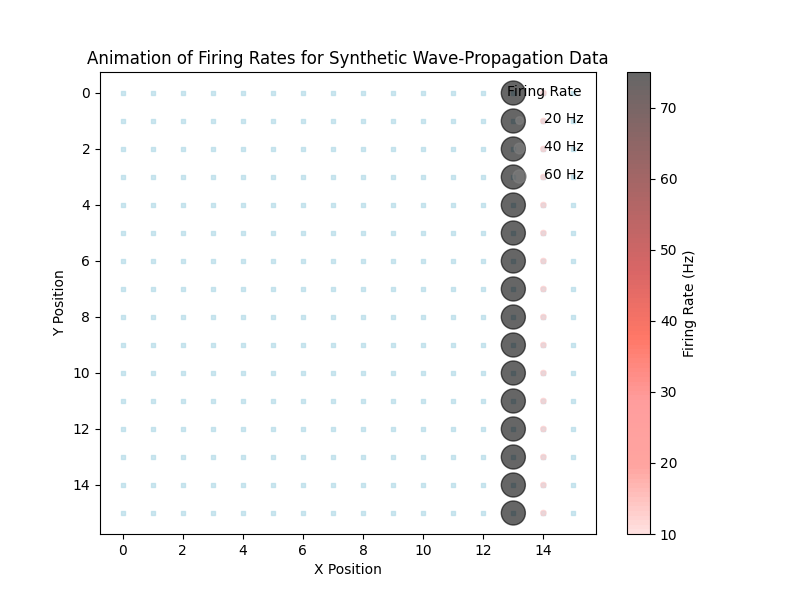 Animation of Firing Rates for Synthetic Wave-Propagation Data
Firing Rate
20 Hz
40 Hz
60 Hz
0
2
4
6
8
10
12
14
Y Position
0
2
4
6
8
10
12
14
X Position
70
60
50
40
30
20
10
Firing Rate (Hz)